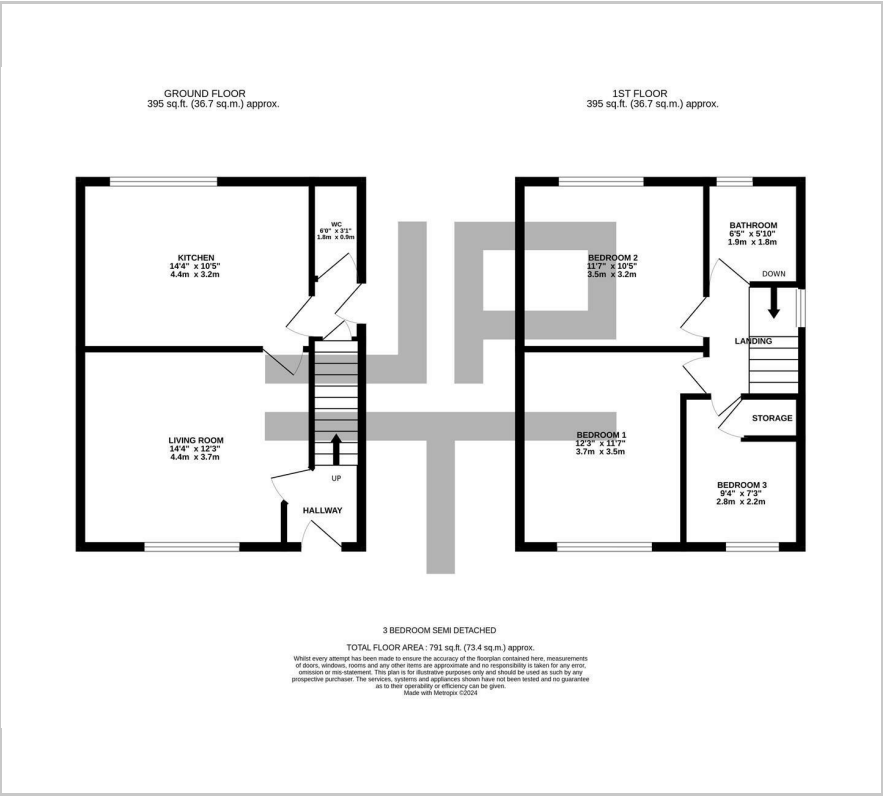 GROUND FLOOR
395 sq.ft. (36.7 sq.m.) approx.
1ST FLOOR
395 sq.ft. (36.7 sq.m.) approx.
WC
6'0" x 3'1"
1.8m x 0.9m
KITCHEN
14'4" x 10'5"
4.4m x 3.2m
LIVING ROOM
14'4" x 12'3"
4.4m x 3.7m
UP
HALLWAY
BATHROOM
6'5" x 5'10"
1.9m x 1.8m
BEDROOM 2
11'7" x 10'5"
3.5m x 3.2m
DOWN
LANDING
STORAGE
BEDROOM 1
12'3" x 11'7"
3.7m x 3.5m
BEDROOM 3
9'4" x 7'3"
2.8m x 2.2m
3 BEDROOM SEMI DETACHED
TOTAL FLOOR AREA : 791 sq.ft. (73.4 sq.m.) approx.
Whilst every attempt has been made to ensure the accuracy of the floorplan contained here, measurements
of doors, windows, rooms and any other items are approximate and no responsibility is taken for any error,
omission or mis-statement. This plan is for illustrative purposes only and should be used as such by any
prospective purchaser. The services, systems and appliances shown have not been tested and no guarantee
as to their operability or efficiency can be given.
Made with Metropix ©2024